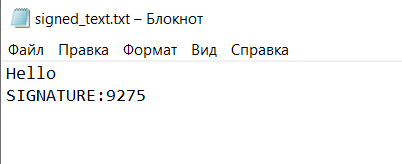 signed_text.txt – Блокнот
Файл Правка Формат Вид Справка
Hello
SIGNATURE:9275